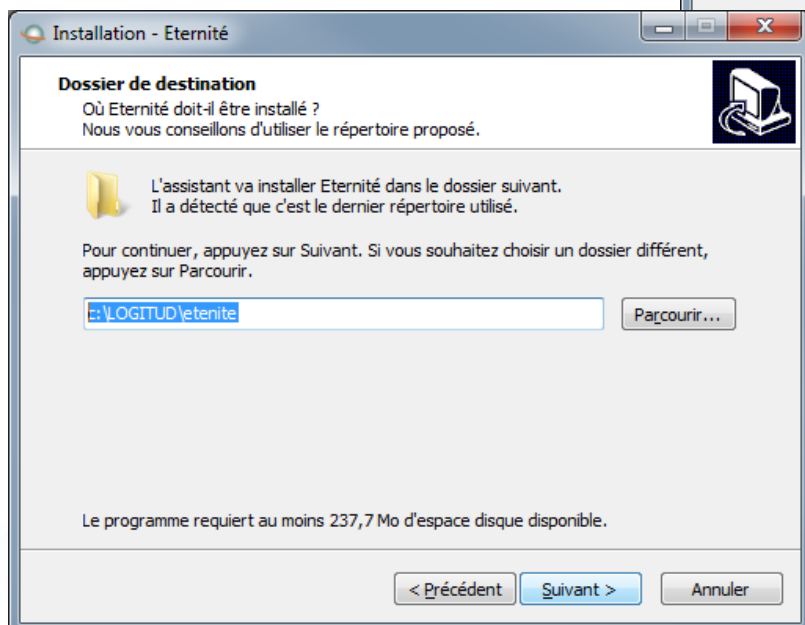 Installation - Eternité
Dossier de destination
Où Eternité doit-il être installé ?
Nous vous conseillons d'utiliser le répertoire proposé.
L'assistant va installer Eternité dans le dossier suivant.
Il a détecté que c'est le dernier répertoire utilisé.
Pour continuer, appuyez sur Suivant. Si vous souhaitez choisir un dossier différent,
appuyez sur Parcourir.
c:\LOGITUD\etenite
Parcourir...
Le programme requiert au moins 237,7 Mo d'espace disque disponible.
< Précédent
Suivant >
Annuler